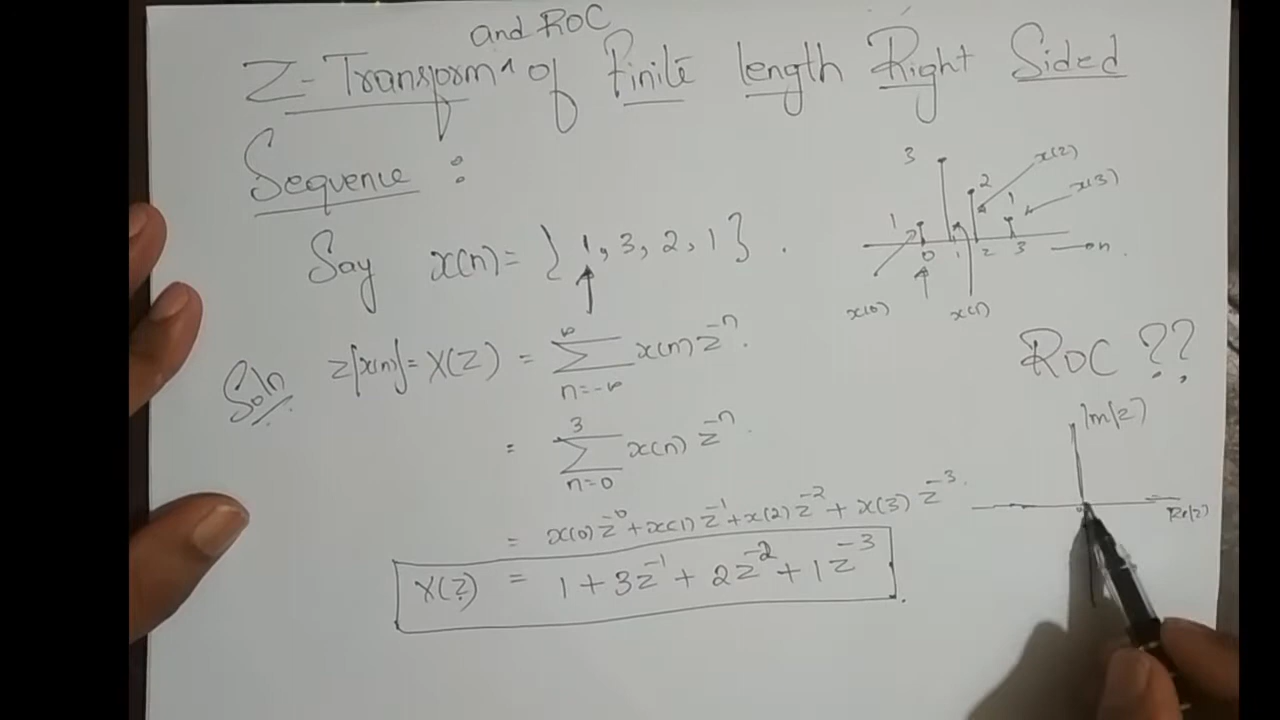 and ROC
Z-Transform^ of Finite length Right Sided
Sequence :
Say x(n) = { 1, 3, 2, 1 } .
↑
3
2
1
1
0 1 2 3 → n.
x(0)
x(1)
x(2)
x(3)
Soln Z[x(n)] = X(Z) = ∞∑n=-∞ x(n) z^-n .
= 3∑n=0 x(n) z^-n .
= x(0) z^-0 + x(1) z^-1 + x(2) z^-2 + x(3) z^-3 .
X(z) = 1 + 3z^-1 + 2z^-2 + 1z^-3 .
ROC ??
Im(z)
Re(z)